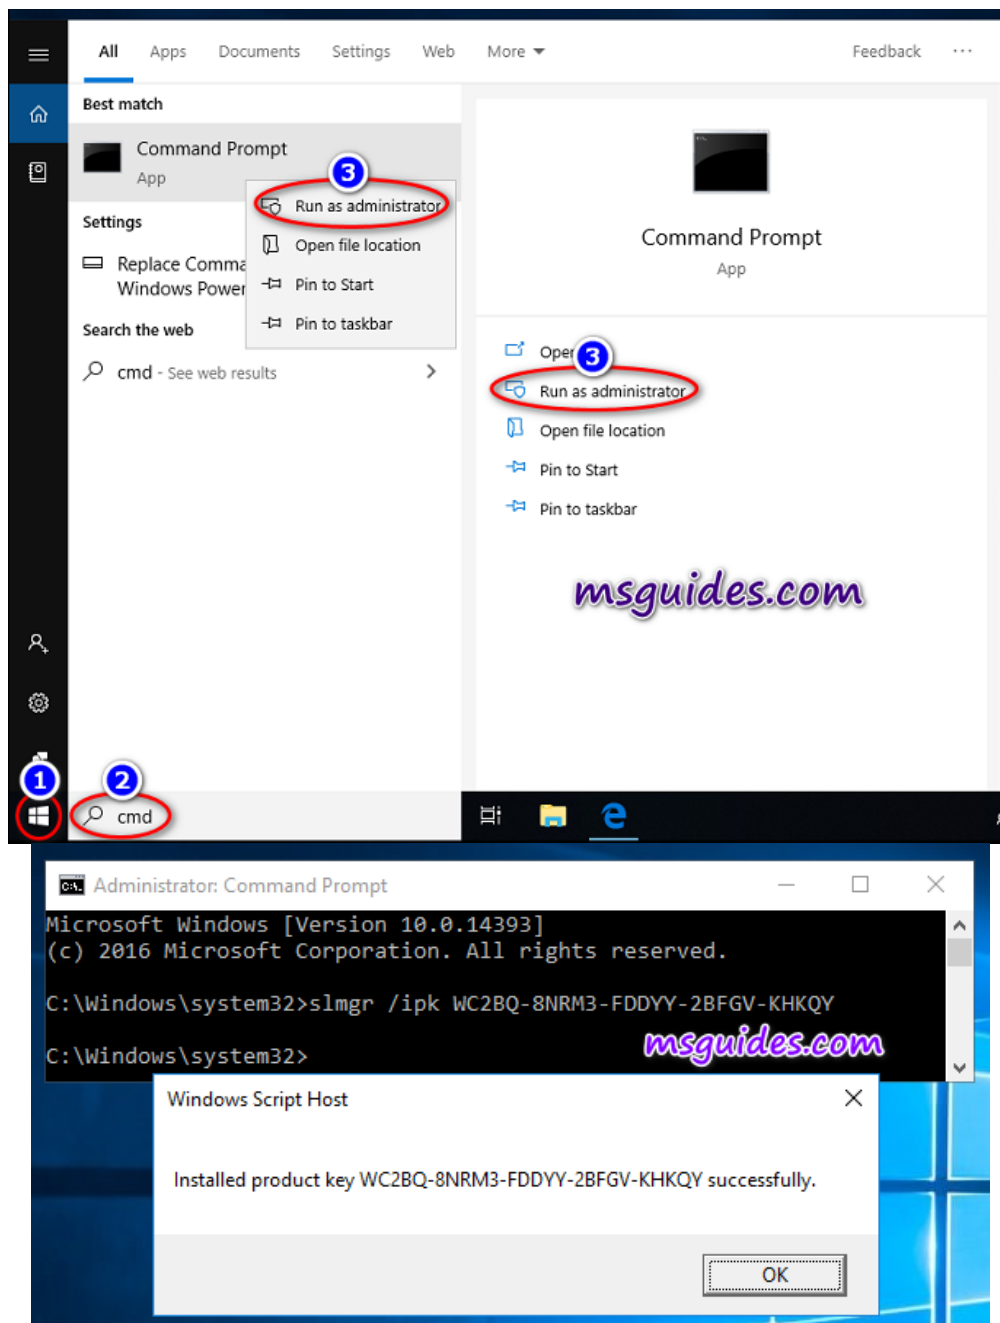 All Apps Documents Settings Web More Feedback ...
Best match
Command Prompt
App
3
Run as administrator
Settings
Open file location
Replace Comma
Windows Power
Pin to Start
Search the web
Pin to taskbar
cmd - See web results
Command Prompt
App
Open
3
Run as administrator
Open file location
Pin to Start
Pin to taskbar
msguides.com
1
2
cmd
Administrator: Command Prompt
Microsoft Windows [Version 10.0.14393]
(c) 2016 Microsoft Corporation. All rights reserved.
C:\Windows\system32>slmgr /ipk WC2BQ-8NRM3-FDDYY-2BFGV-KHKQY
C:\Windows\system32>
msguides.com
Windows Script Host
Installed product key WC2BQ-8NRM3-FDDYY-2BFGV-KHKQY successfully.
OK